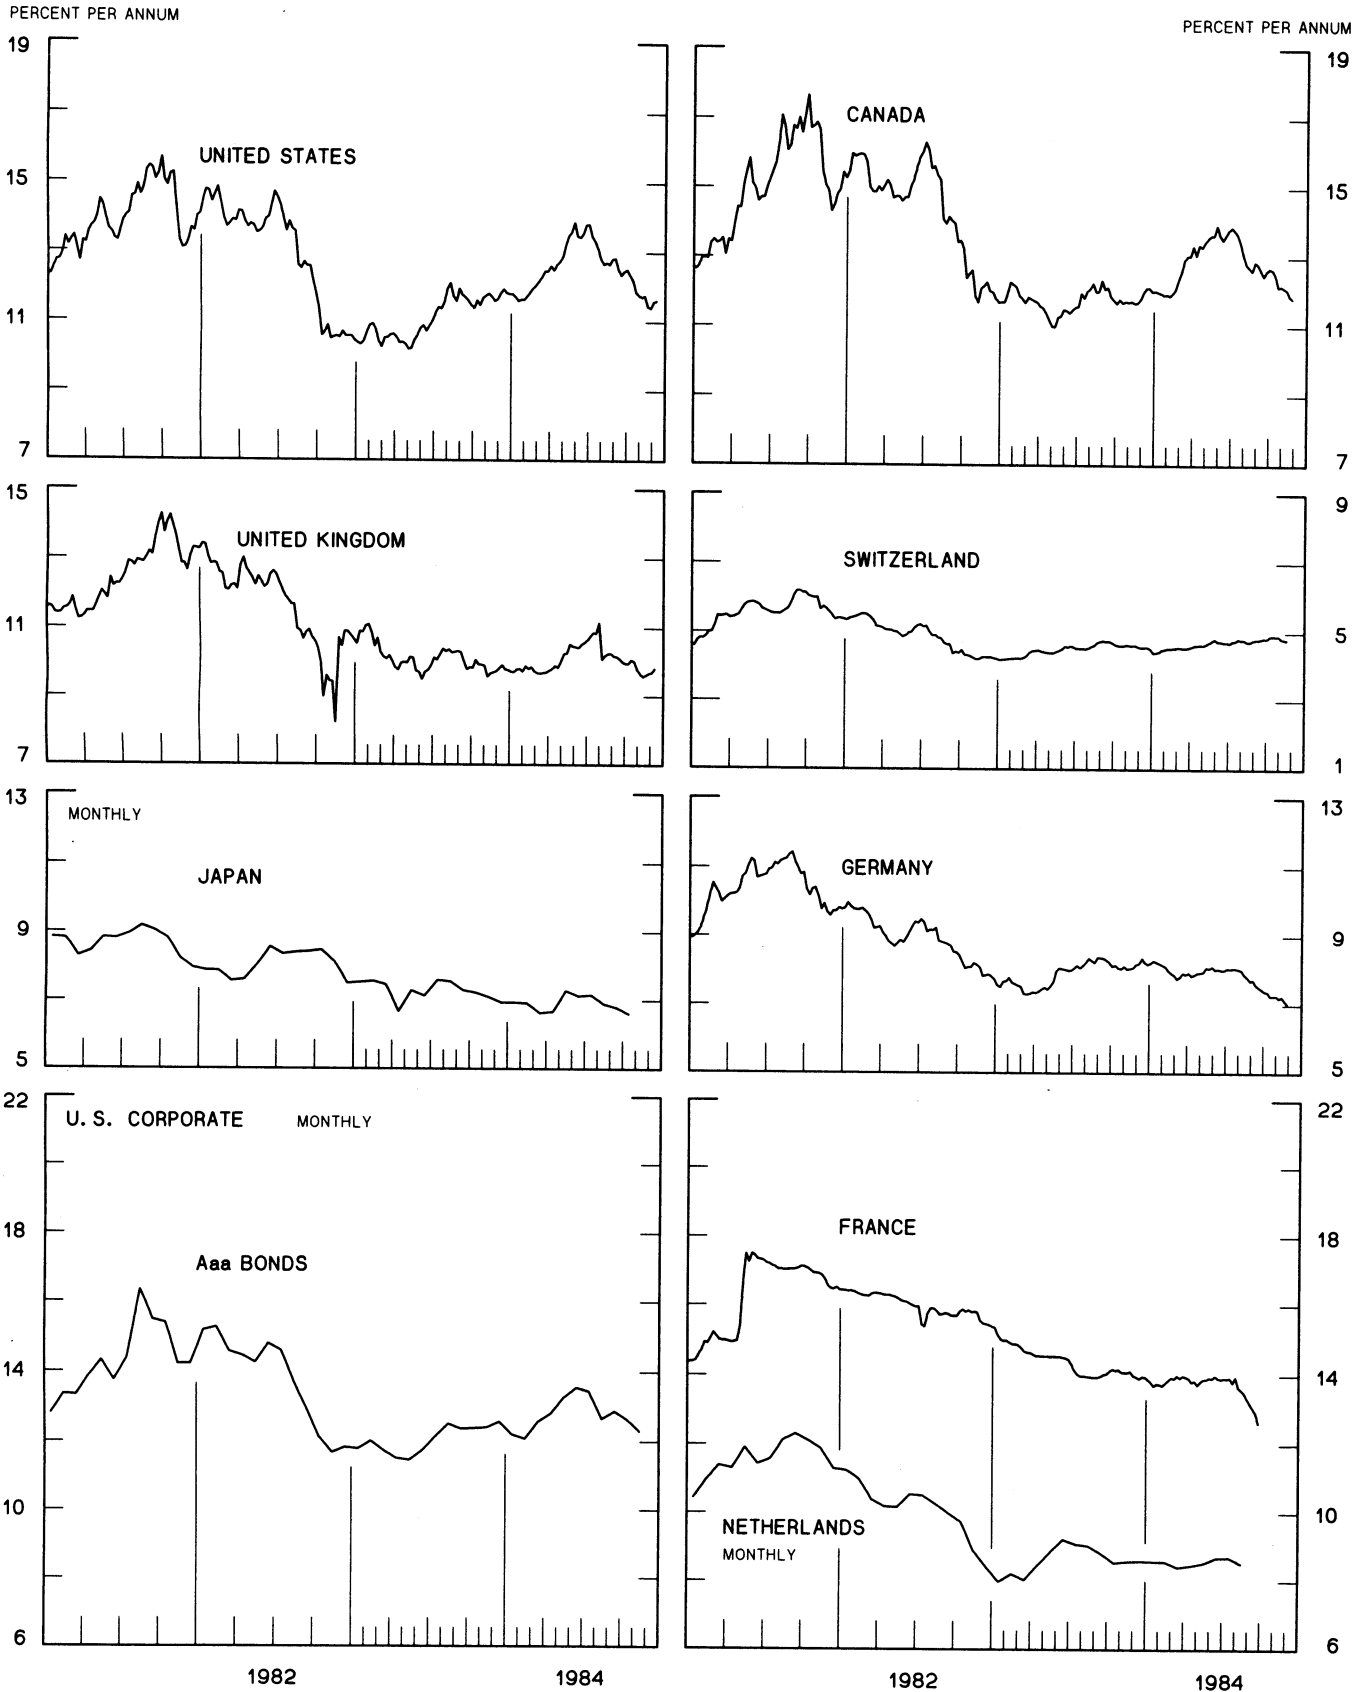 PERCENT PER ANNUM
PERCENT PER ANNUM
19
15
11
7
UNITED STATES
CANADA
19
15
11
7
15
11
7
UNITED KINGDOM
SWITZERLAND
9
5
1
13
9
5
MONTHLY
JAPAN
GERMANY
13
9
5
22
18
14
10
6
U. S. CORPORATE MONTHLY
Aaa BONDS
FRANCE
NETHERLANDS
MONTHLY
22
18
14
10
6
1982
1984
1982
1984